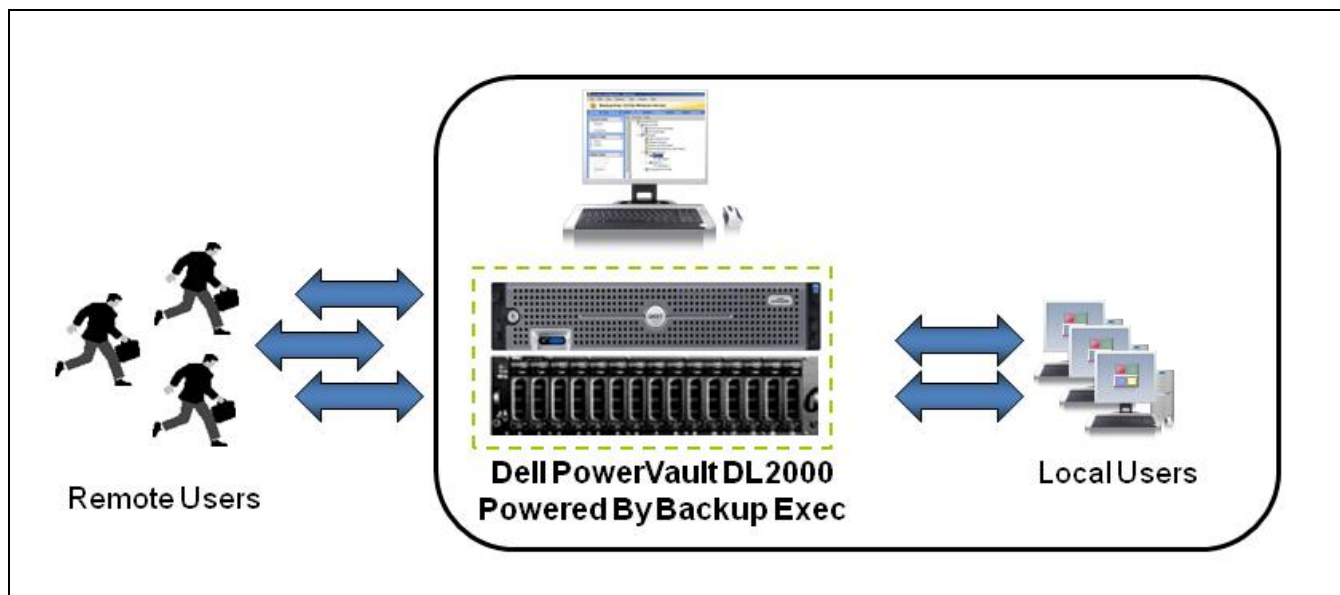 Remote Users
Dell PowerVault DL2000
Powered By Backup Exec
Local Users